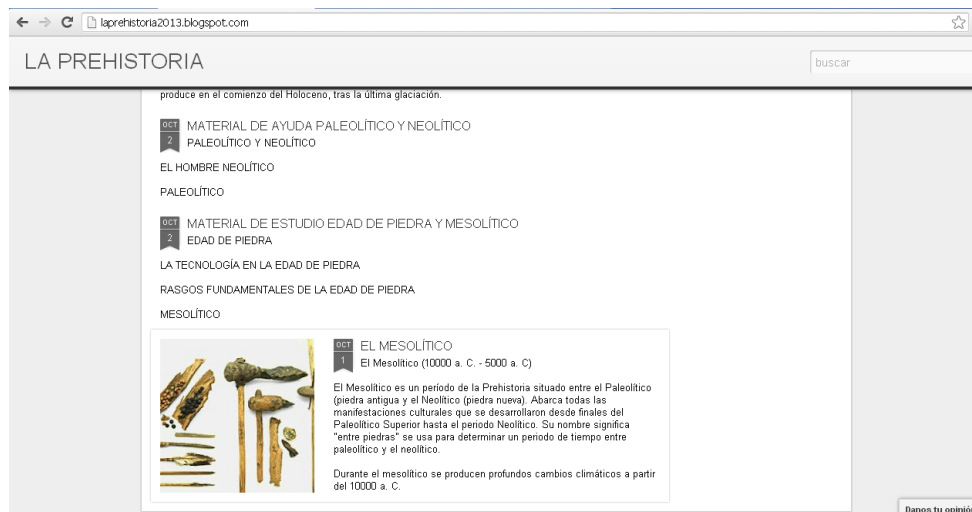 laprehistoria2013.blogspot.com
LA PREHISTORIA
buscar
produce en el comienzo del Holoceno, tras la última glaciación.
OCT
2
MATERIAL DE AYUDA PALEOLÍTICO Y NEOLÍTICO
PALEOLÍTICO Y NEOLÍTICO
EL HOMBRE NEOLÍTICO
PALEOLÍTICO
OCT
2
MATERIAL DE ESTUDIO EDAD DE PIEDRA Y MESOLÍTICO
EDAD DE PIEDRA
LA TECNOLOGÍA EN LA EDAD DE PIEDRA
RASGOS FUNDAMENTALES DE LA EDAD DE PIEDRA
MESOLÍTICO
OCT
1
EL MESOLÍTICO
El Mesolítico (10000 a. C. - 5000 a. C)
El Mesolítico es un período de la Prehistoria situado entre el Paleolítico
(piedra antigua y el Neolítico (piedra nueva). Abarca todas las
manifestaciones culturales que se desarrollaron desde finales del
Paleolítico Superior hasta el periodo Neolítico. Su nombre significa
"entre piedras" se usa para determinar un periodo de tiempo entre
paleolítico y el neolítico.
Durante el mesolítico se producen profundos cambios climáticos a partir
del 10000 a. C.
Danos tu opinión